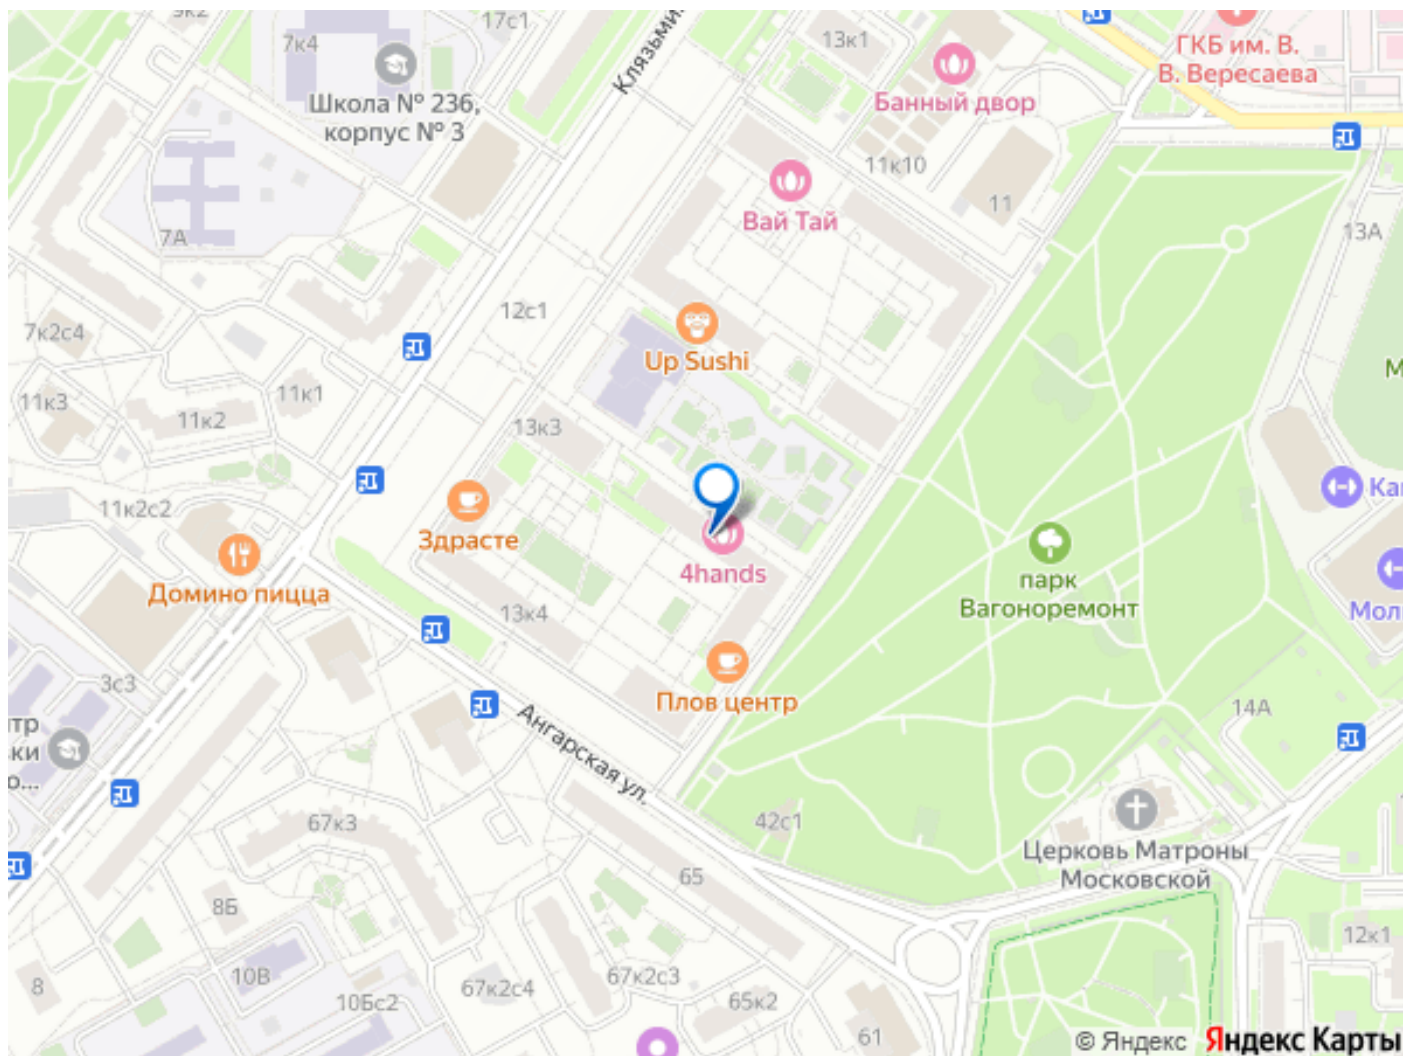 17с1
7к4
Школа № 236,
корпус № 3
Клязьми
13к1
Банный двор
ГКБ им. В.
В. Вересаева
11к10
11
Вай Тай
7А
13А
12с1
7к2с4
Up Sushi
11к1
11к3
11к2
13к3
11к2с2
Здрасте
4hands
Домино пицца
парк
Вагоноремонт
13к4
3с3
Плов центр
14А
Ангарская ул.
67к3
42с1
65
Церковь Матроны
Московской
8Б
12к1
8
10В
10Бс2
67к2с4
67к2с3
65к2
61
© Яндекс
Яндекс Карты